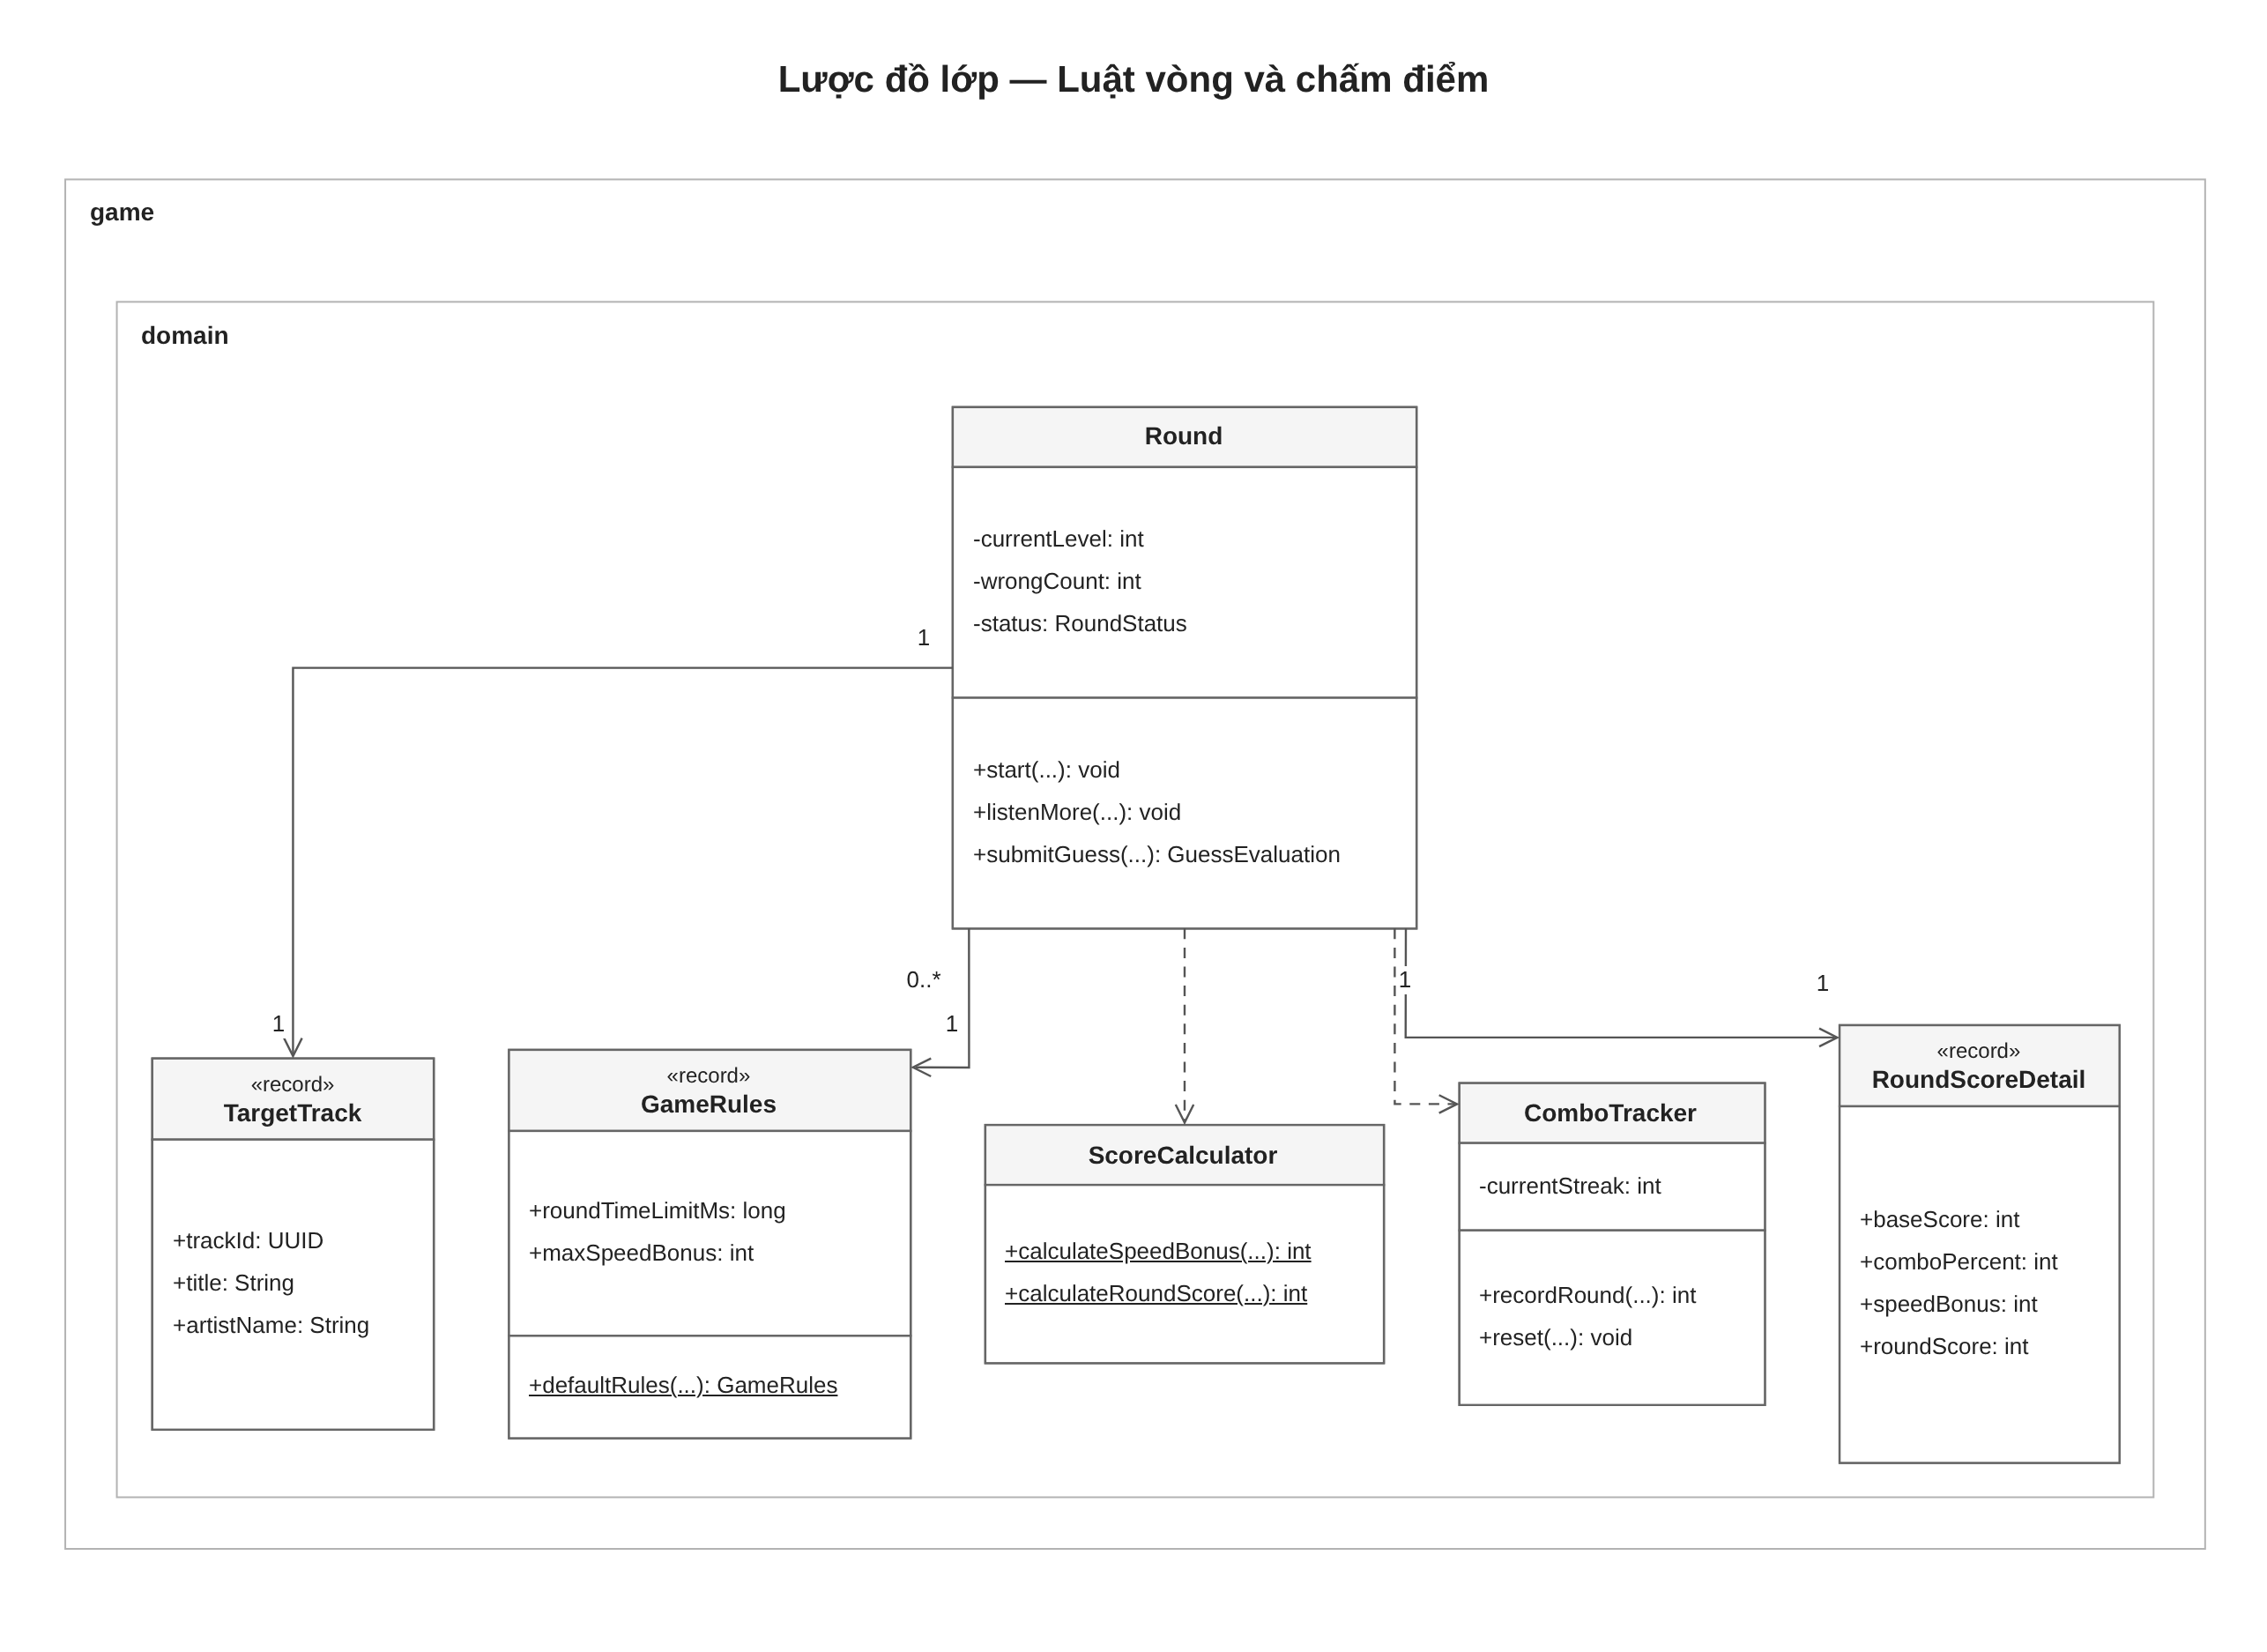 Lược đồ lớp — Luật vòng và chấm điểm
game
domain
Round
-currentLevel: int
-wrongCount: int
-status: RoundStatus
+start(...): void
+listenMore(...): void
+submitGuess(...): GuessEvaluation
1
1
0..*
1
1
1
«record»
TargetTrack
+trackId: UUID
+title: String
+artistName: String
«record»
GameRules
+roundTimeLimitMs: long
+maxSpeedBonus: int
+defaultRules(...): GameRules
ScoreCalculator
+calculateSpeedBonus(...): int
+calculateRoundScore(...): int
ComboTracker
-currentStreak: int
+recordRound(...): int
+reset(...): void
«record»
RoundScoreDetail
+baseScore: int
+comboPercent: int
+speedBonus: int
+roundScore: int